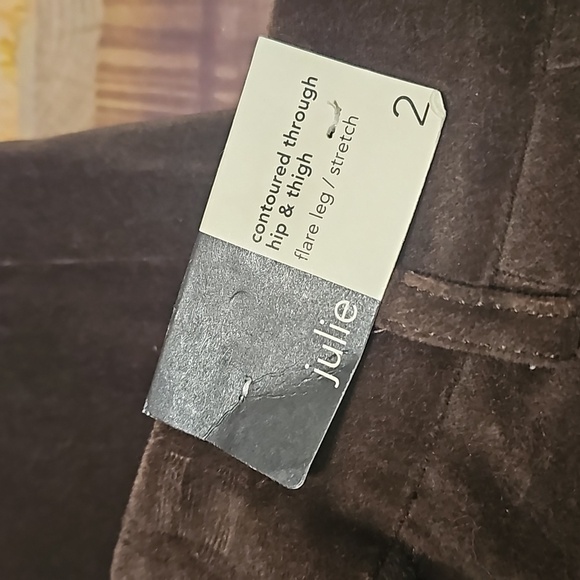 contoured through
hip & thigh
flare leg / stretch
2
julie